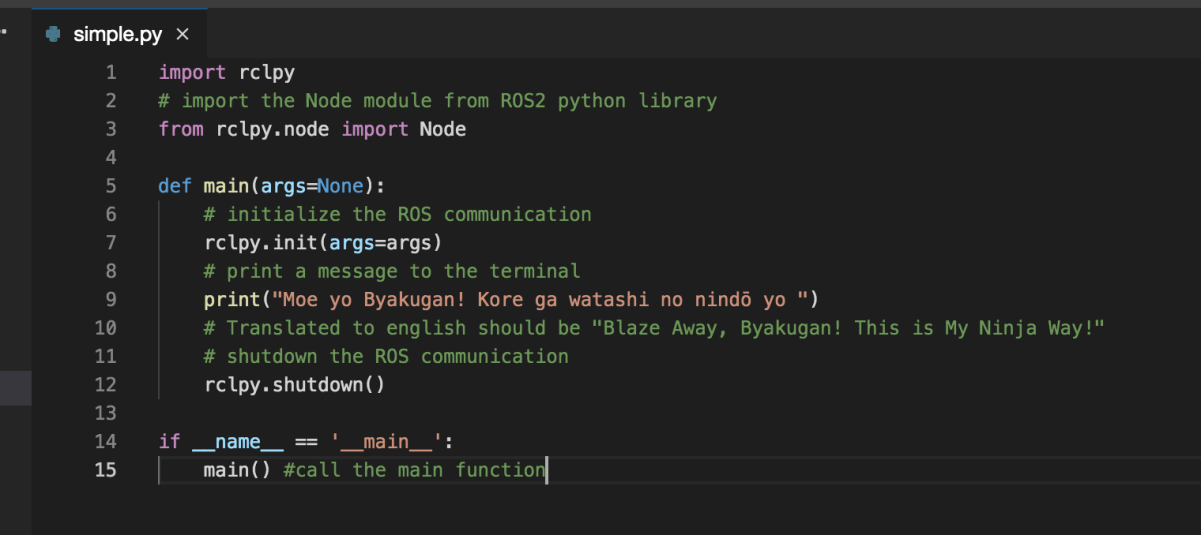 simple.py ×
1 import rclpy
2 # import the Node module from ROS2 python library
3 from rclpy.node import Node
4
5 def main(args=None):
6     # initialize the ROS communication
7     rclpy.init(args=args)
8     # print a message to the terminal
9     print("Moe yo Byakugan! Kore ga watashi no nindō yo ")
10     # Translated to english should be "Blaze Away, Byakugan! This is My Ninja Way!"
11     # shutdown the ROS communication
12     rclpy.shutdown()
13
14 if __name__ == '__main__':
15     main() #call the main function